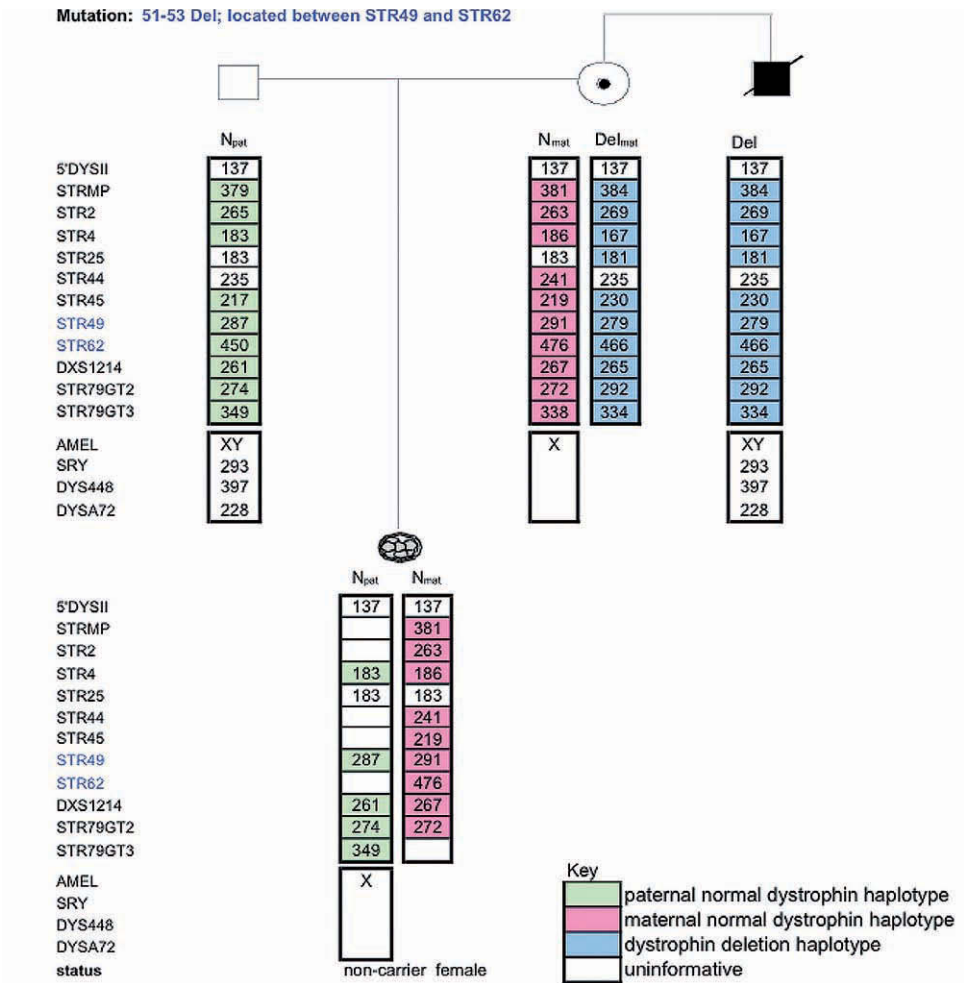 Mutation: 51-53 Del; located between STR49 and STR62
Npat Nmat Delmat Del
5'DYSII 137 137 137 137
STRMP 379 381 384 384
STR2 265 263 269 269
STR4 183 186 167 167
STR25 183 183 181 181
STR44 235 241 235 235
STR45 217 219 230 230
STR49 287 291 279 279
STR62 450 476 466 466
DXS1214 261 267 265 265
STR79GT2 274 272 292 292
STR79GT3 349 338 334 334
AMEL XY X XY
SRY 293 293
DYS448 397 397
DYSA72 228 228
Npat Nmat
5'DYSII 137 137
STRMP 381
STR2 263
STR4 183 186
STR25 183 183
STR44 241
STR45 219
STR49 287 291
STR62 476
DXS1214 261 267
STR79GT2 274 272
STR79GT3 349
AMEL X
SRY
DYS448
DYSA72
status non-carrier female
Key
paternal normal dystrophin haplotype
maternal normal dystrophin haplotype
dystrophin deletion haplotype
uninformative